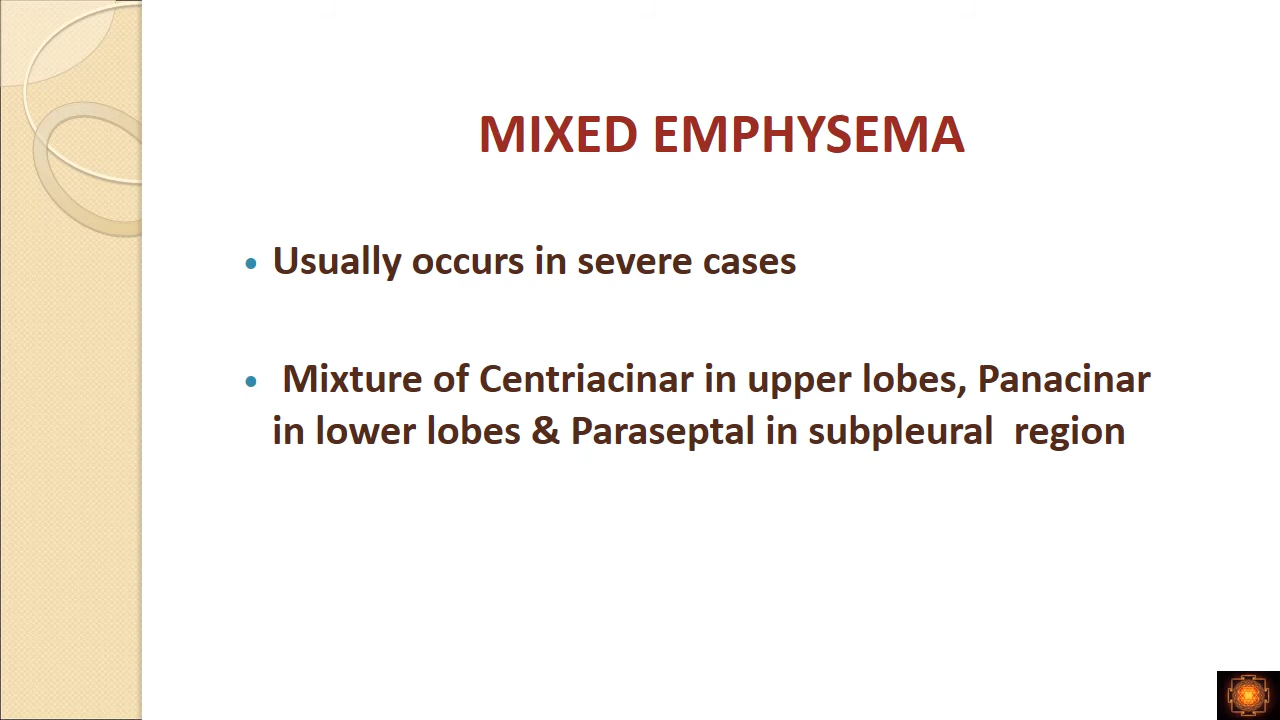 MIXED EMPHYSEMA
• Usually occurs in severe cases
• Mixture of Centriacinar in upper lobes, Panacinar
in lower lobes & Paraseptal in subpleural region